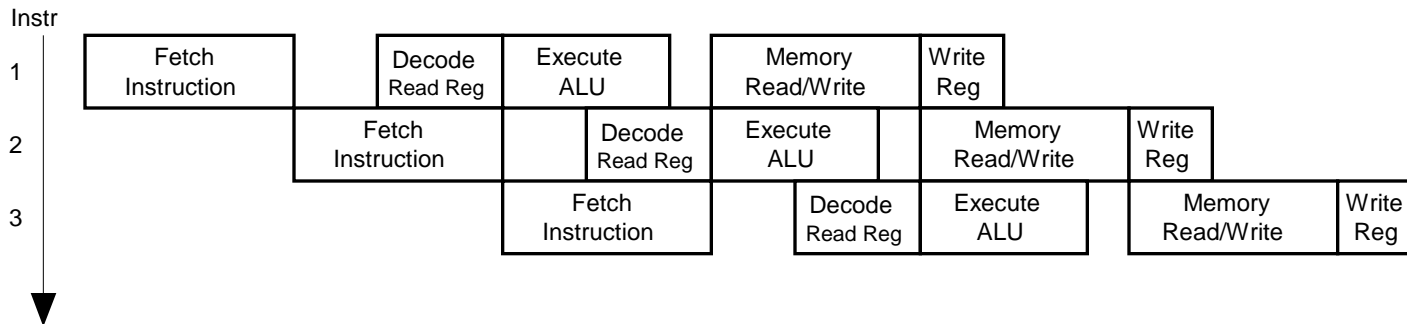 Instr
1
Fetch
Instruction
Decode
Read Reg
Execute
ALU
Memory
Read/Write
Write
Reg
2
Fetch
Instruction
Decode
Read Reg
Execute
ALU
Memory
Read/Write
Write
Reg
3
Fetch
Instruction
Decode
Read Reg
Execute
ALU
Memory
Read/Write
Write
Reg